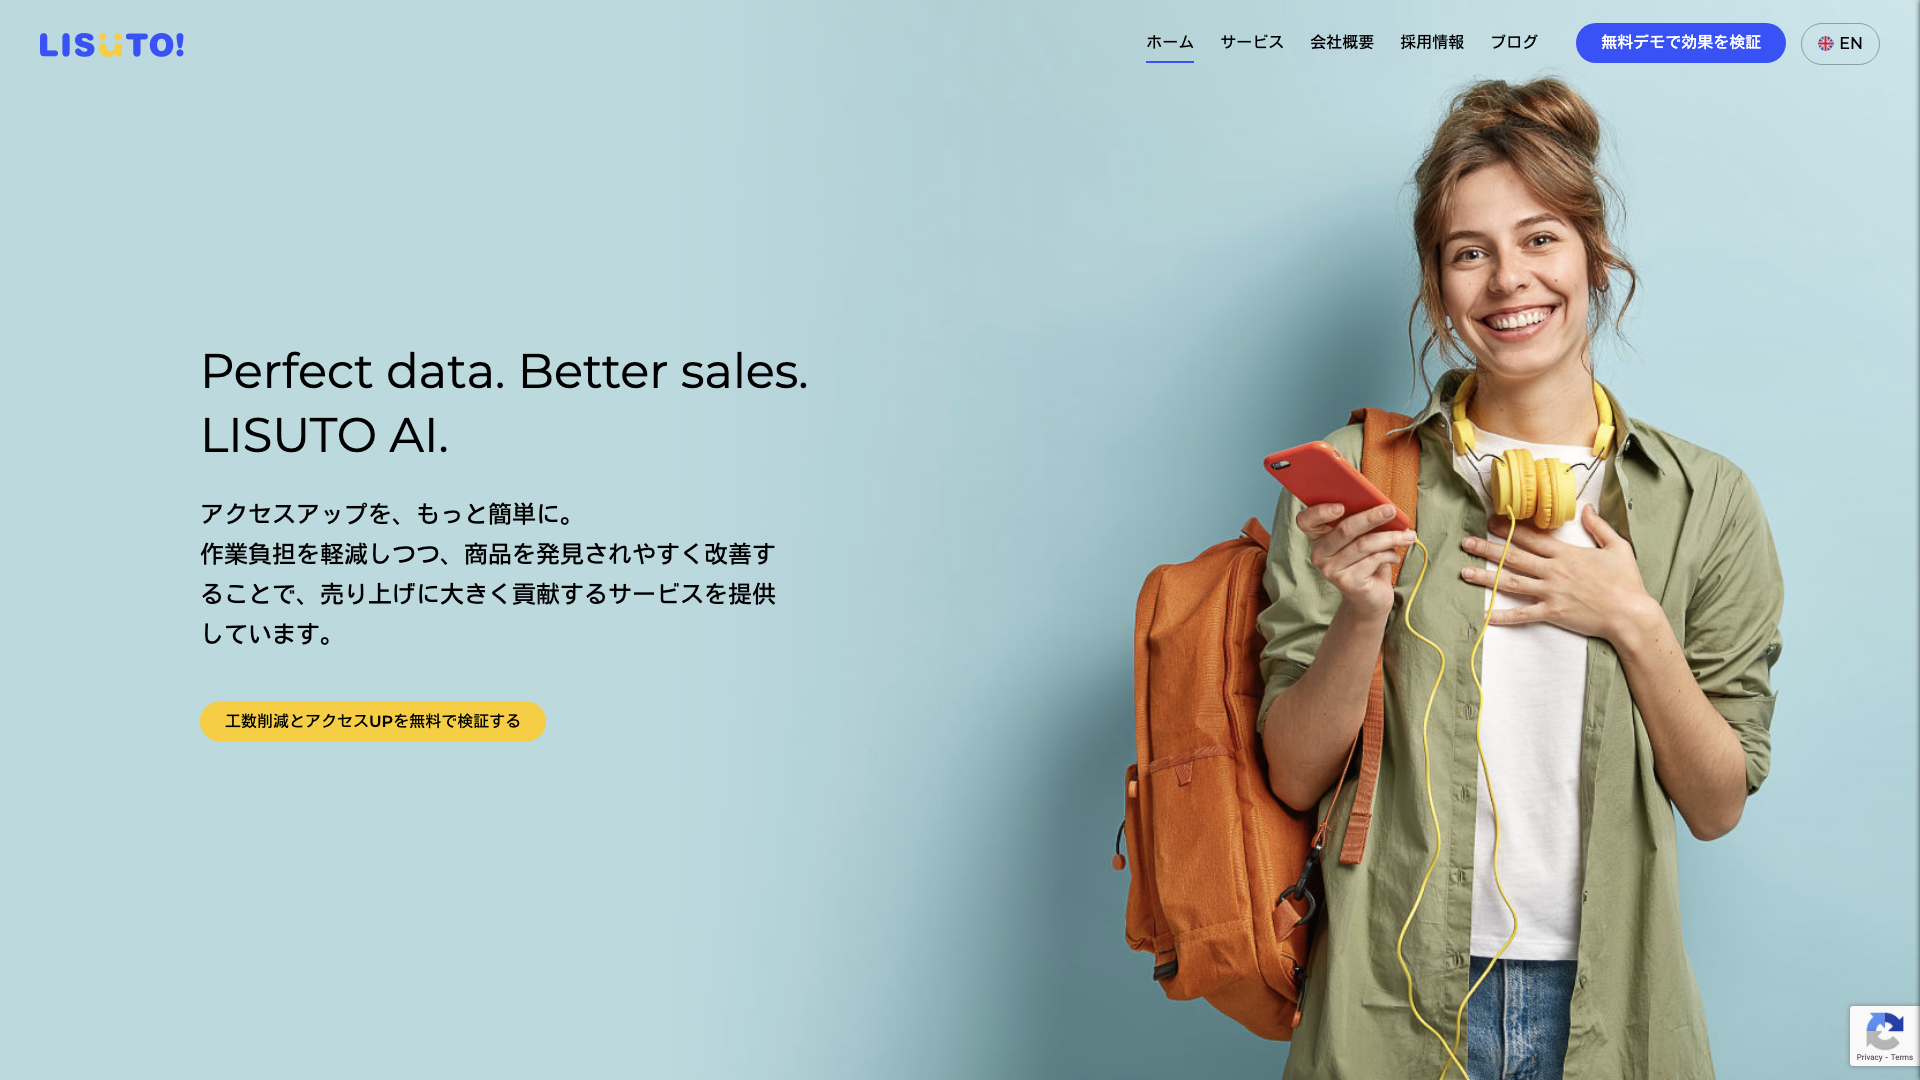 LISUTO!
ホーム
サービス
会社概要
採用情報
ブログ
無料デモで効果を検証
EN
Perfect data. Better sales.
LISUTO AI.
アクセスアップを、もっと簡単に。
作業負担を軽減しつつ、商品を発見されやすく改善す
ることで、売り上げに大きく貢献するサービスを提供
しています。
工数削減とアクセスUPを無料で検証する
Privacy - Terms